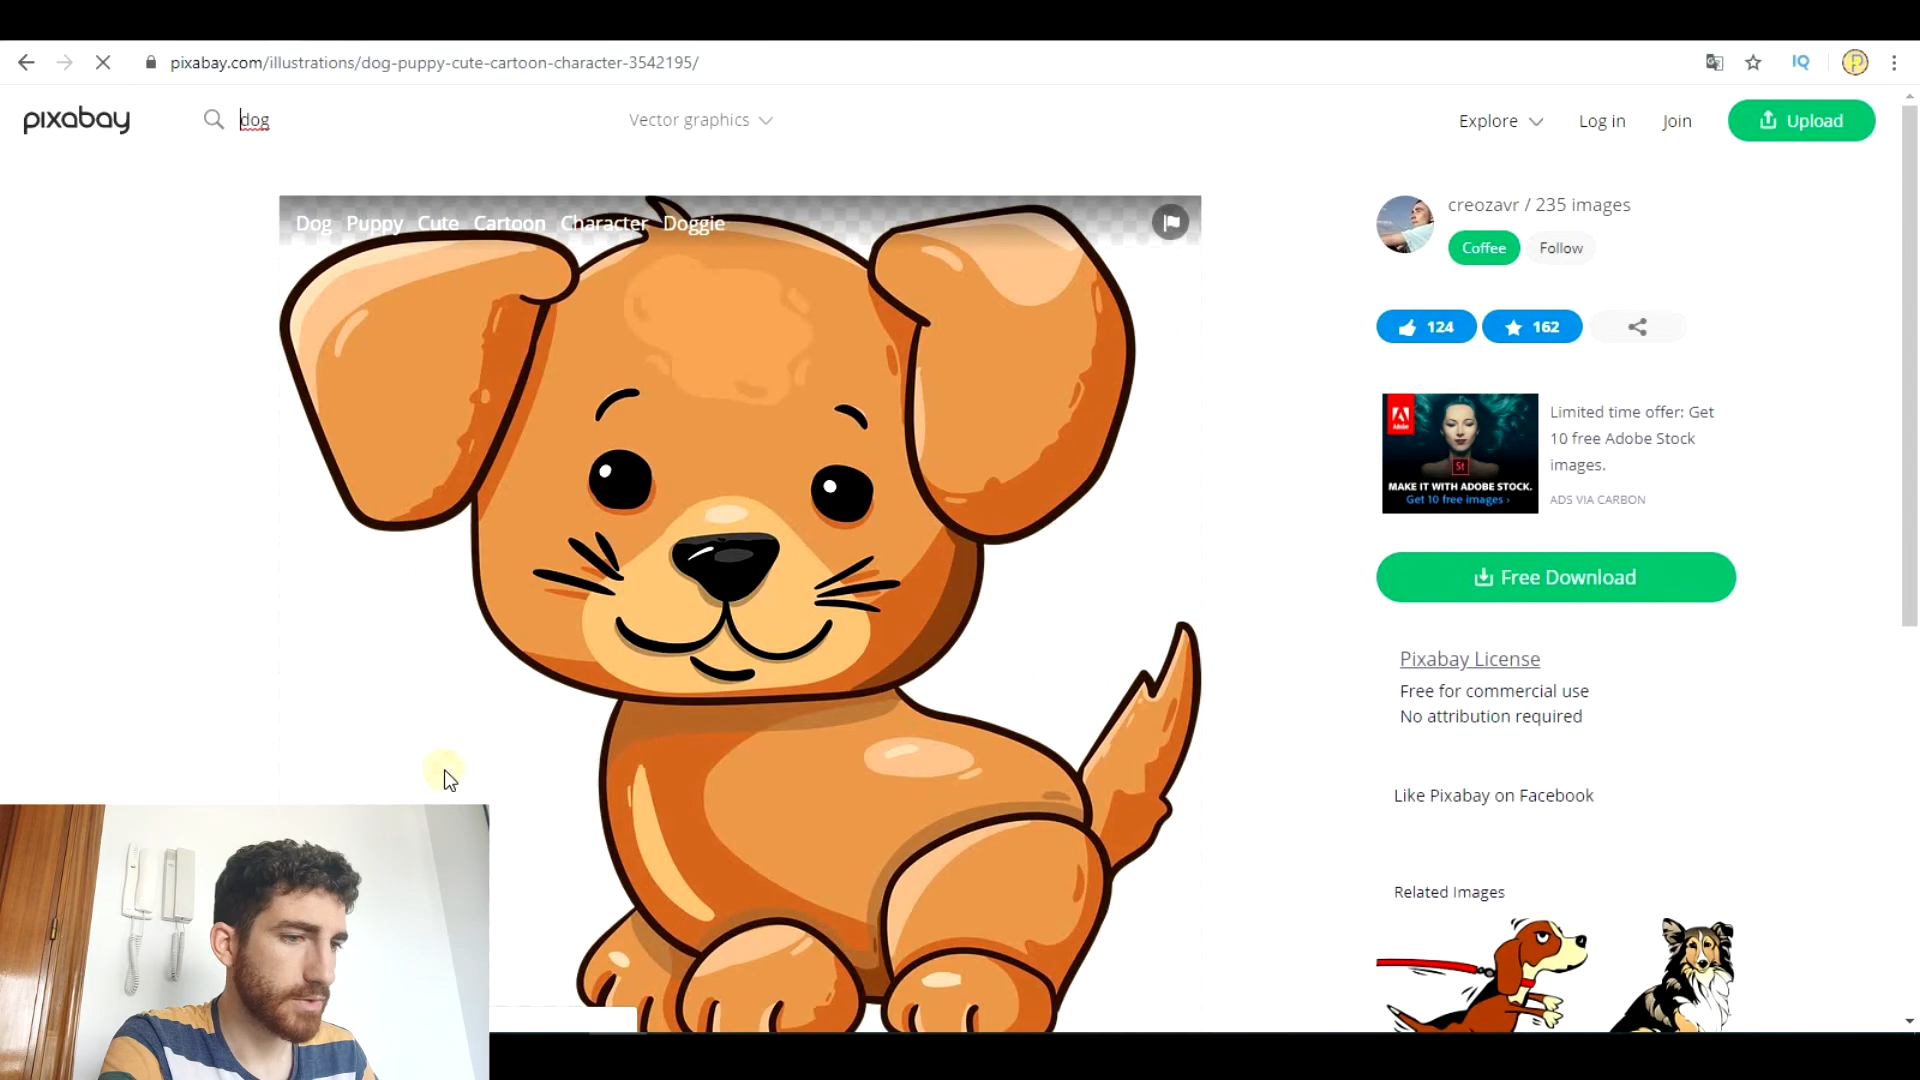 pixabay.com/illustrations/dog-puppy-cute-cartoon-character-3542195/
IQ
pixabay
dog
Vector graphics
Explore
Log in
Join
Upload
Dog Puppy Cute Cartoon Character Doggie
creozavr / 235 images
Coffee
Follow
124
162
Adobe
St
MAKE IT WITH ADOBE STOCK.
Get 10 free images ›
Limited time offer: Get
10 free Adobe Stock
images.
ADS VIA CARBON
Free Download
Pixabay License
Free for commercial use
No attribution required
Like Pixabay on Facebook
Related Images